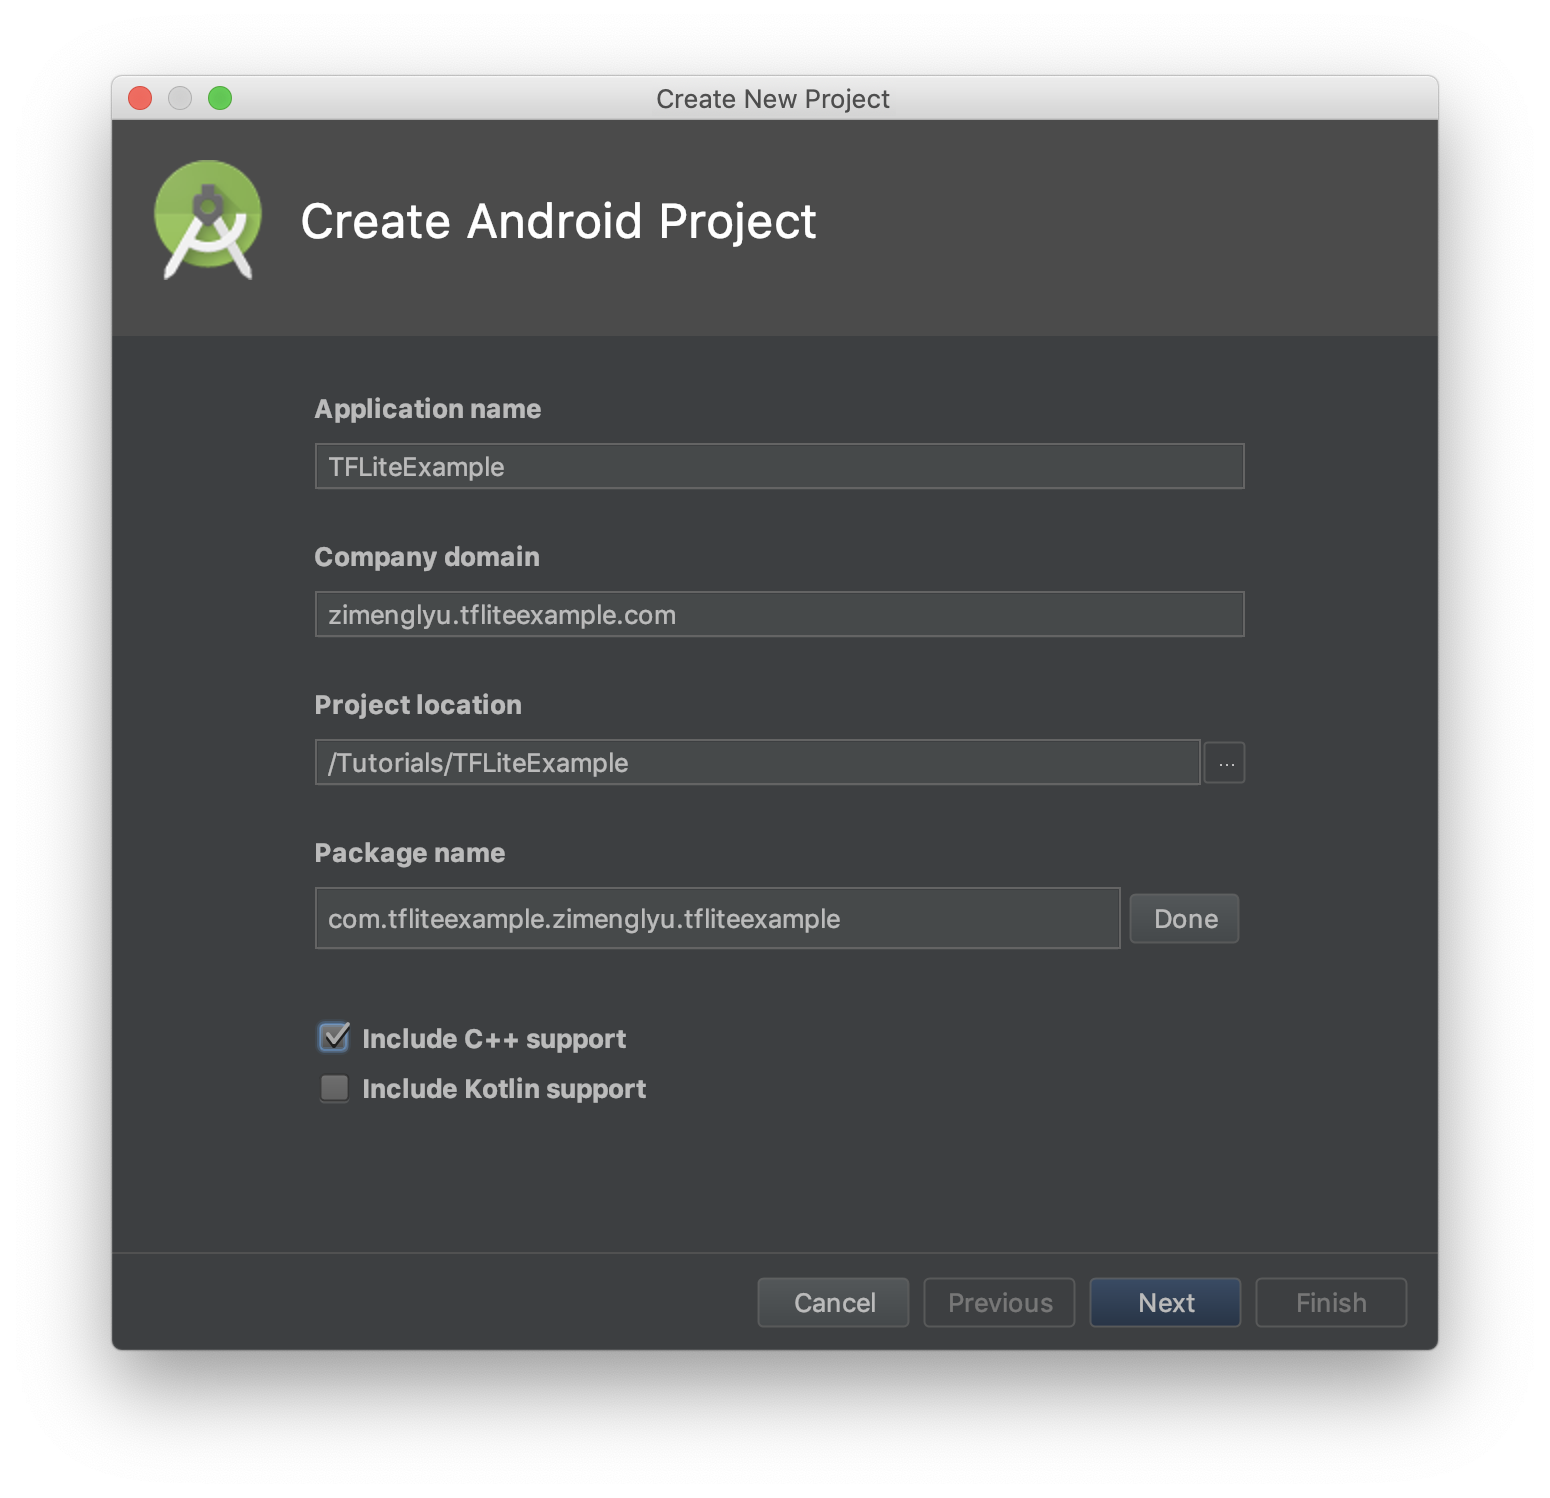 Create New Project
Create Android Project
Application name
TFLiteExample
Company domain
zimenglyu.tfliteexample.com
Project location
/Tutorials/TFLiteExample
...
Package name
com.tfliteexample.zimenglyu.tfliteexample
Done
Include C++ support
Include Kotlin support
Cancel Previous Next Finish